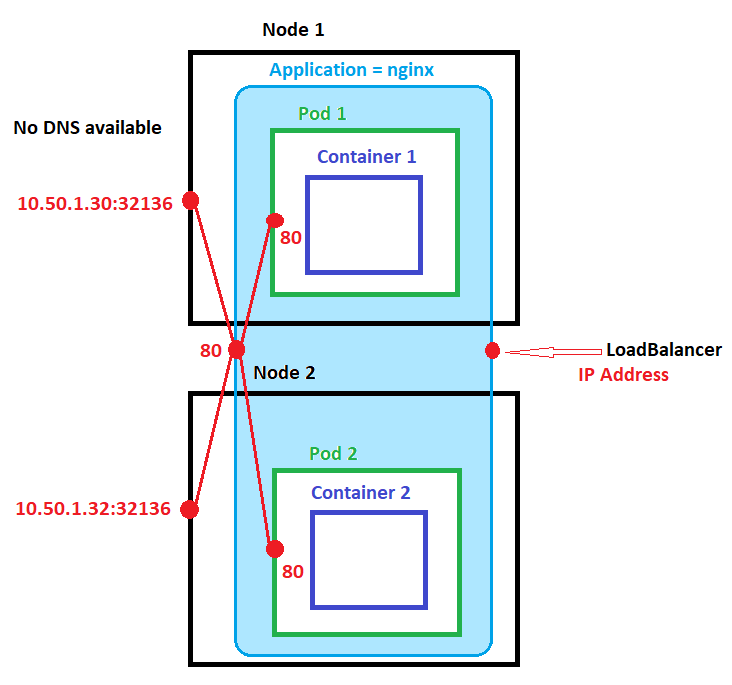 Node 1
Application = nginx
Pod 1
No DNS available
Container 1
10.50.1.30:32136
80
80
LoadBalancer
IP Address
Node 2
Pod 2
Container 2
10.50.1.32:32136
80